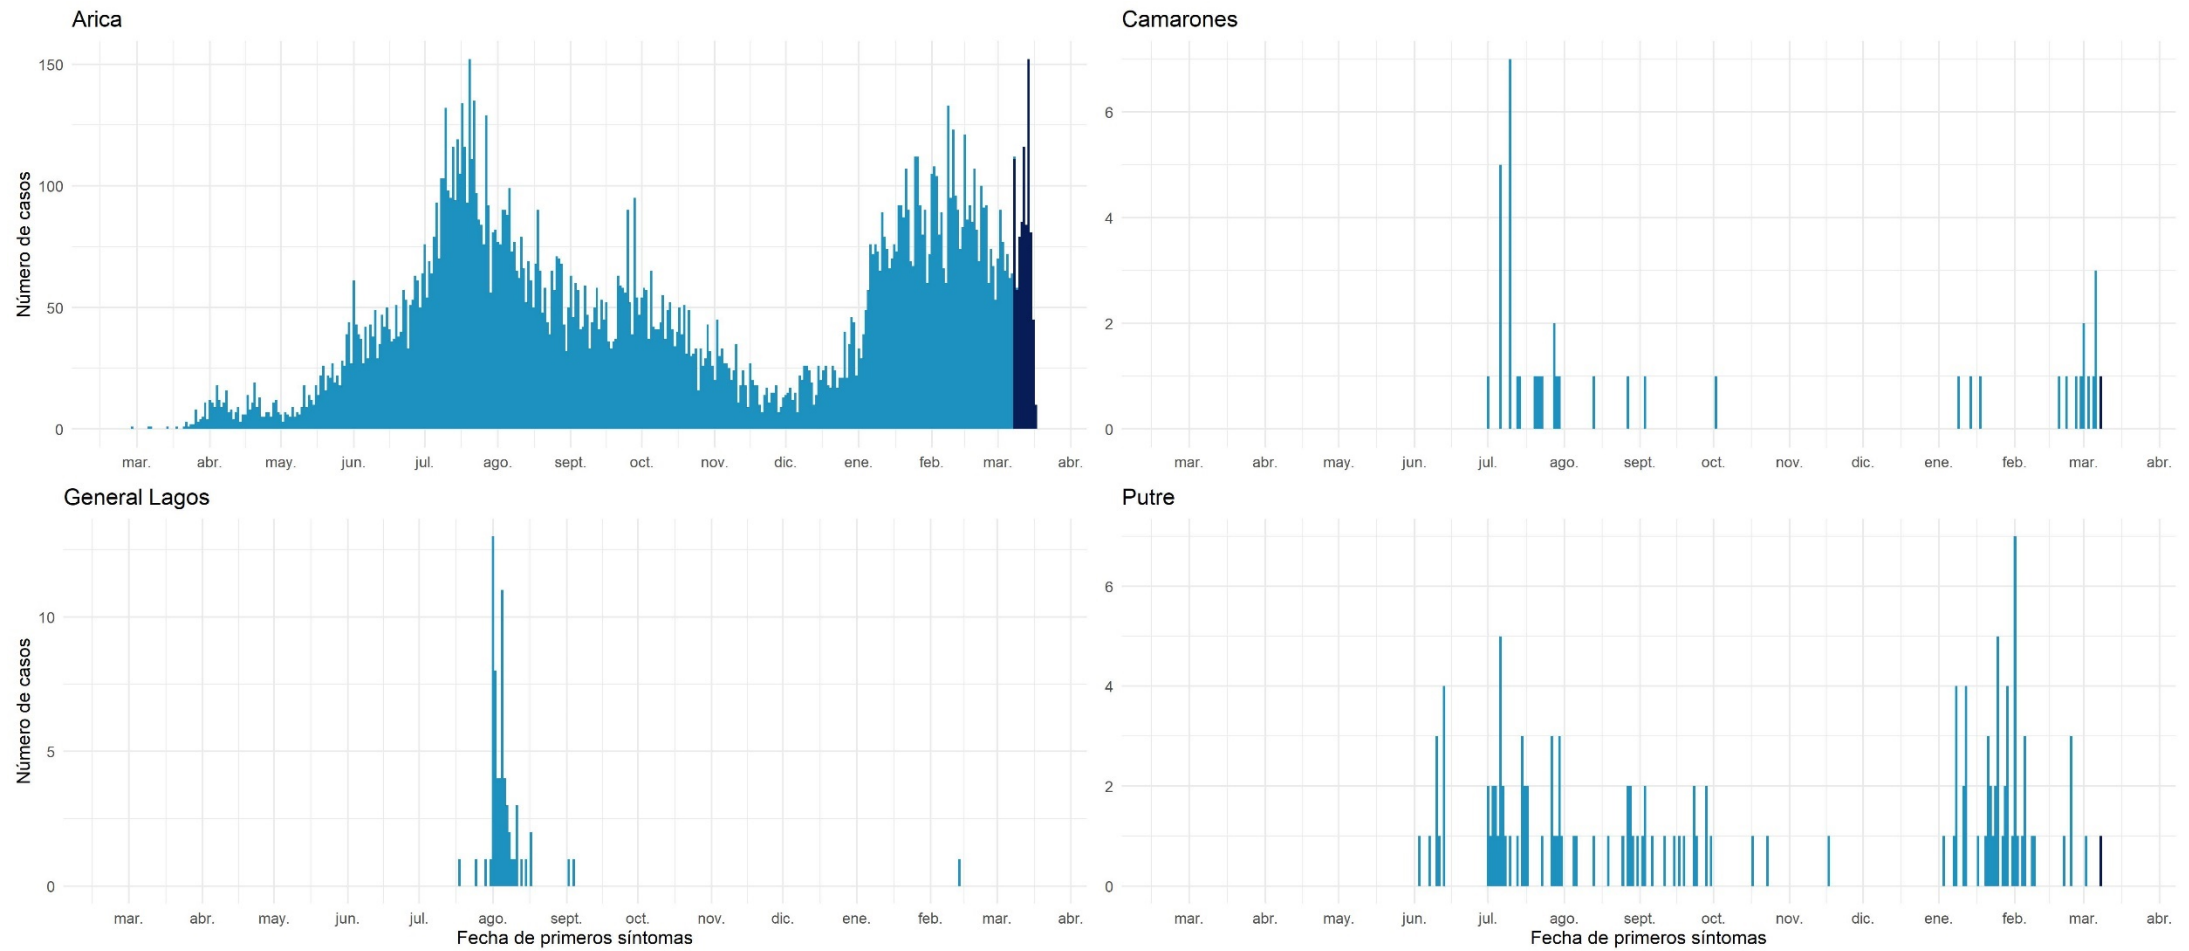 Arica
Camarones
150
100
50
0
Número de casos
mar. abr. may. jun. jul. ago. sept. oct. nov. dic. ene. feb. mar. abr.
6
4
2
0
mar. abr. may. jun. jul. ago. sept. oct. nov. dic. ene. feb. mar. abr.
General Lagos
Putre
10
5
0
Número de casos
mar. abr. may. jun. jul. ago. sept. oct. nov. dic. ene. feb. mar. abr.
Fecha de primeros síntomas
6
4
2
0
mar. abr. may. jun. jul. ago. sept. oct. nov. dic. ene. feb. mar. abr.
Fecha de primeros síntomas